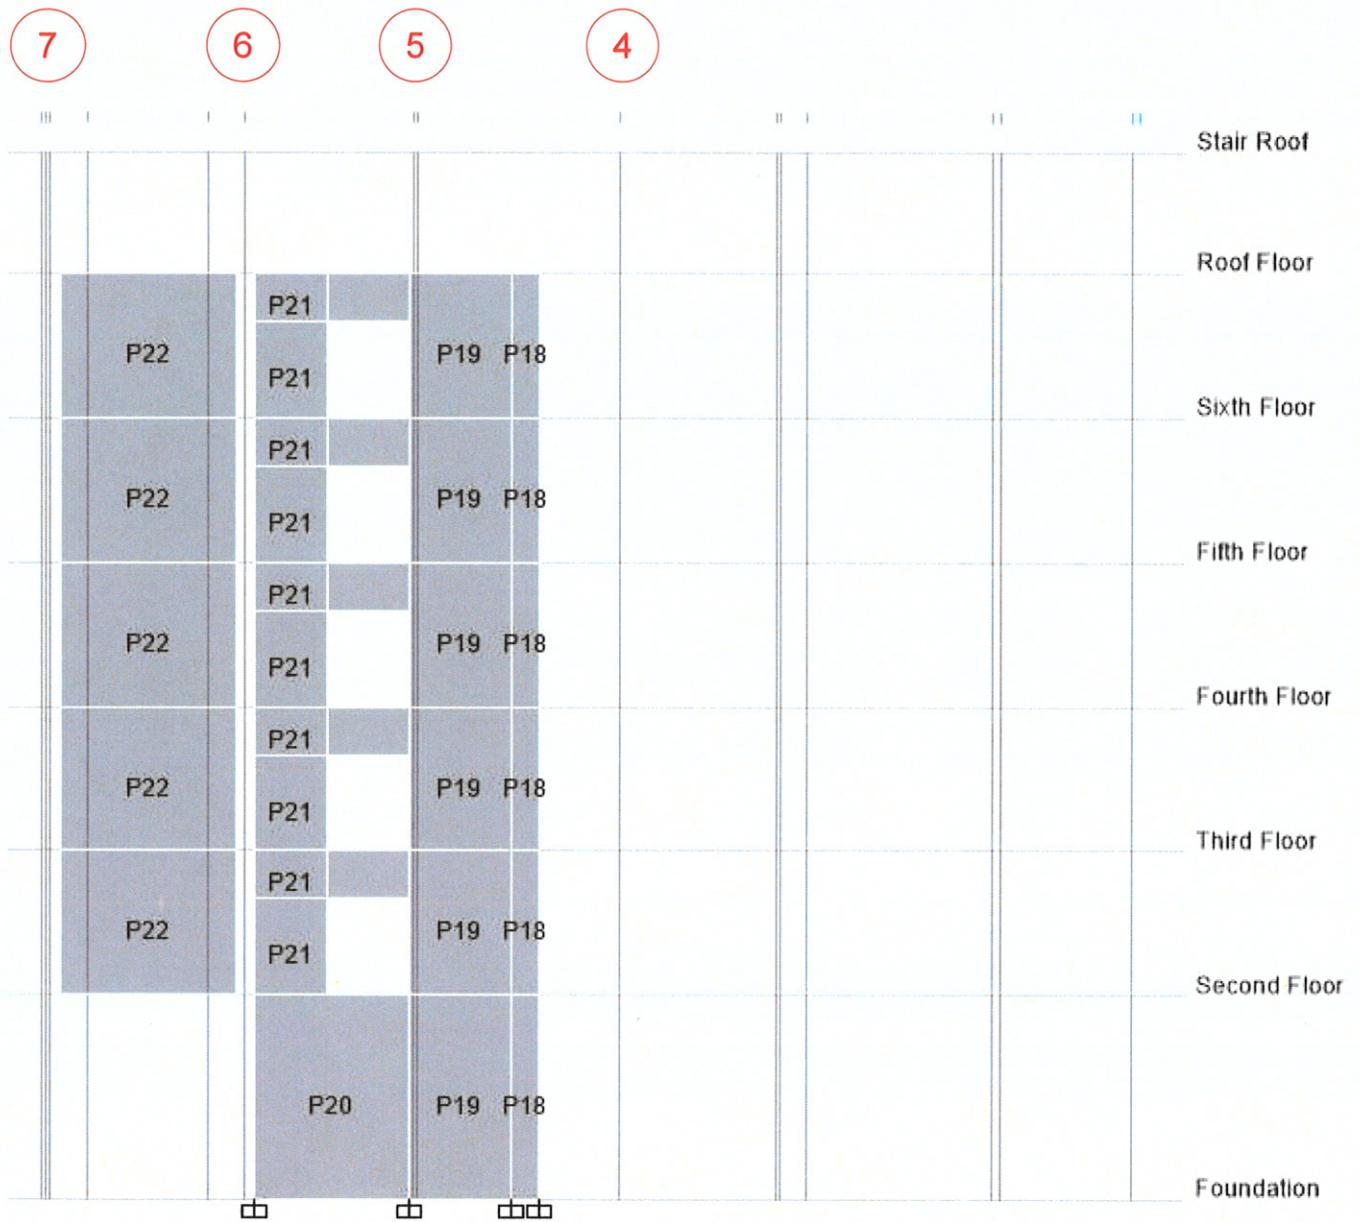 7 6 5 4
Stair Roof
Roof Floor
P21
P22 P19 P18
P21
Sixth Floor
P21
P22 P19 P18
P21
Fifth Floor
P21
P22 P19 P18
P21
Fourth Floor
P21
P22 P19 P18
P21
Third Floor
P21
P22 P19 P18
P21
Second Floor
P20 P19 P18
Foundation